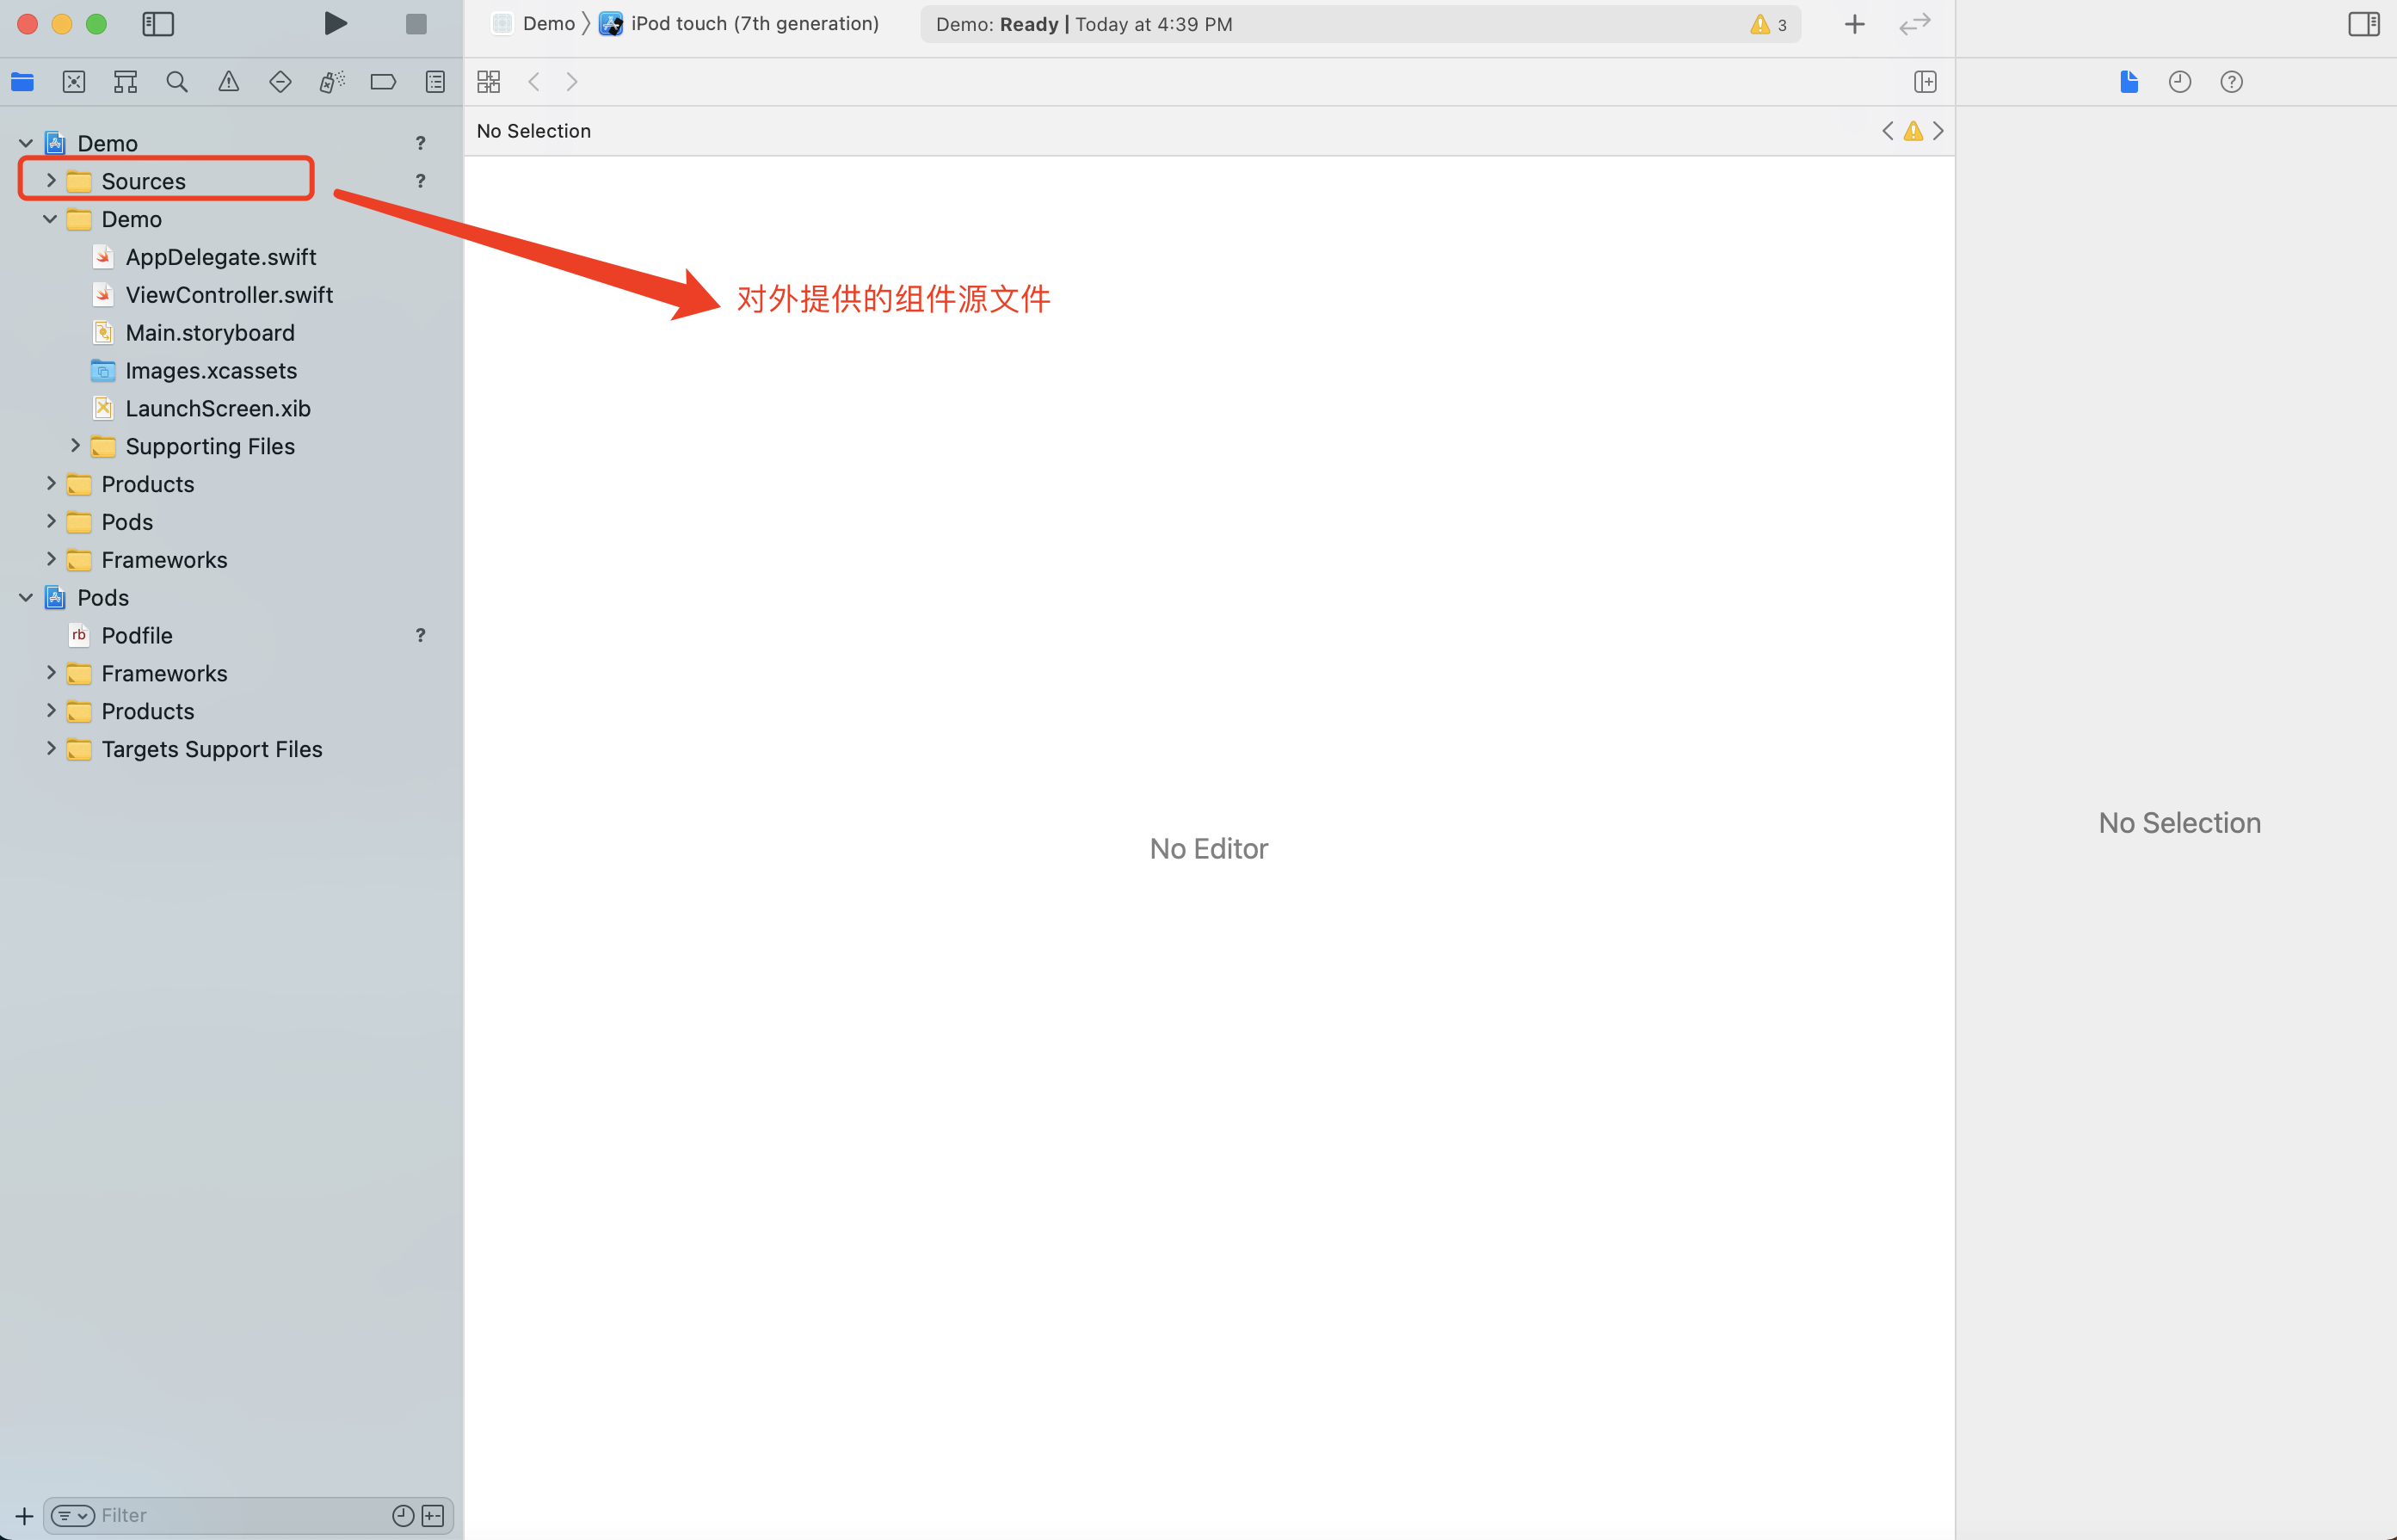 Demo
iPod touch (7th generation)
Demo: Ready | Today at 4:39 PM
3
No Selection
Demo ?
Sources ?
Demo
AppDelegate.swift
ViewController.swift
Main.storyboard
Images.xcassets
LaunchScreen.xib
Supporting Files
Products
Pods
Frameworks
Pods
rb Podfile ?
Frameworks
Products
Targets Support Files
对外提供的组件源文件
No Editor
No Selection
Filter